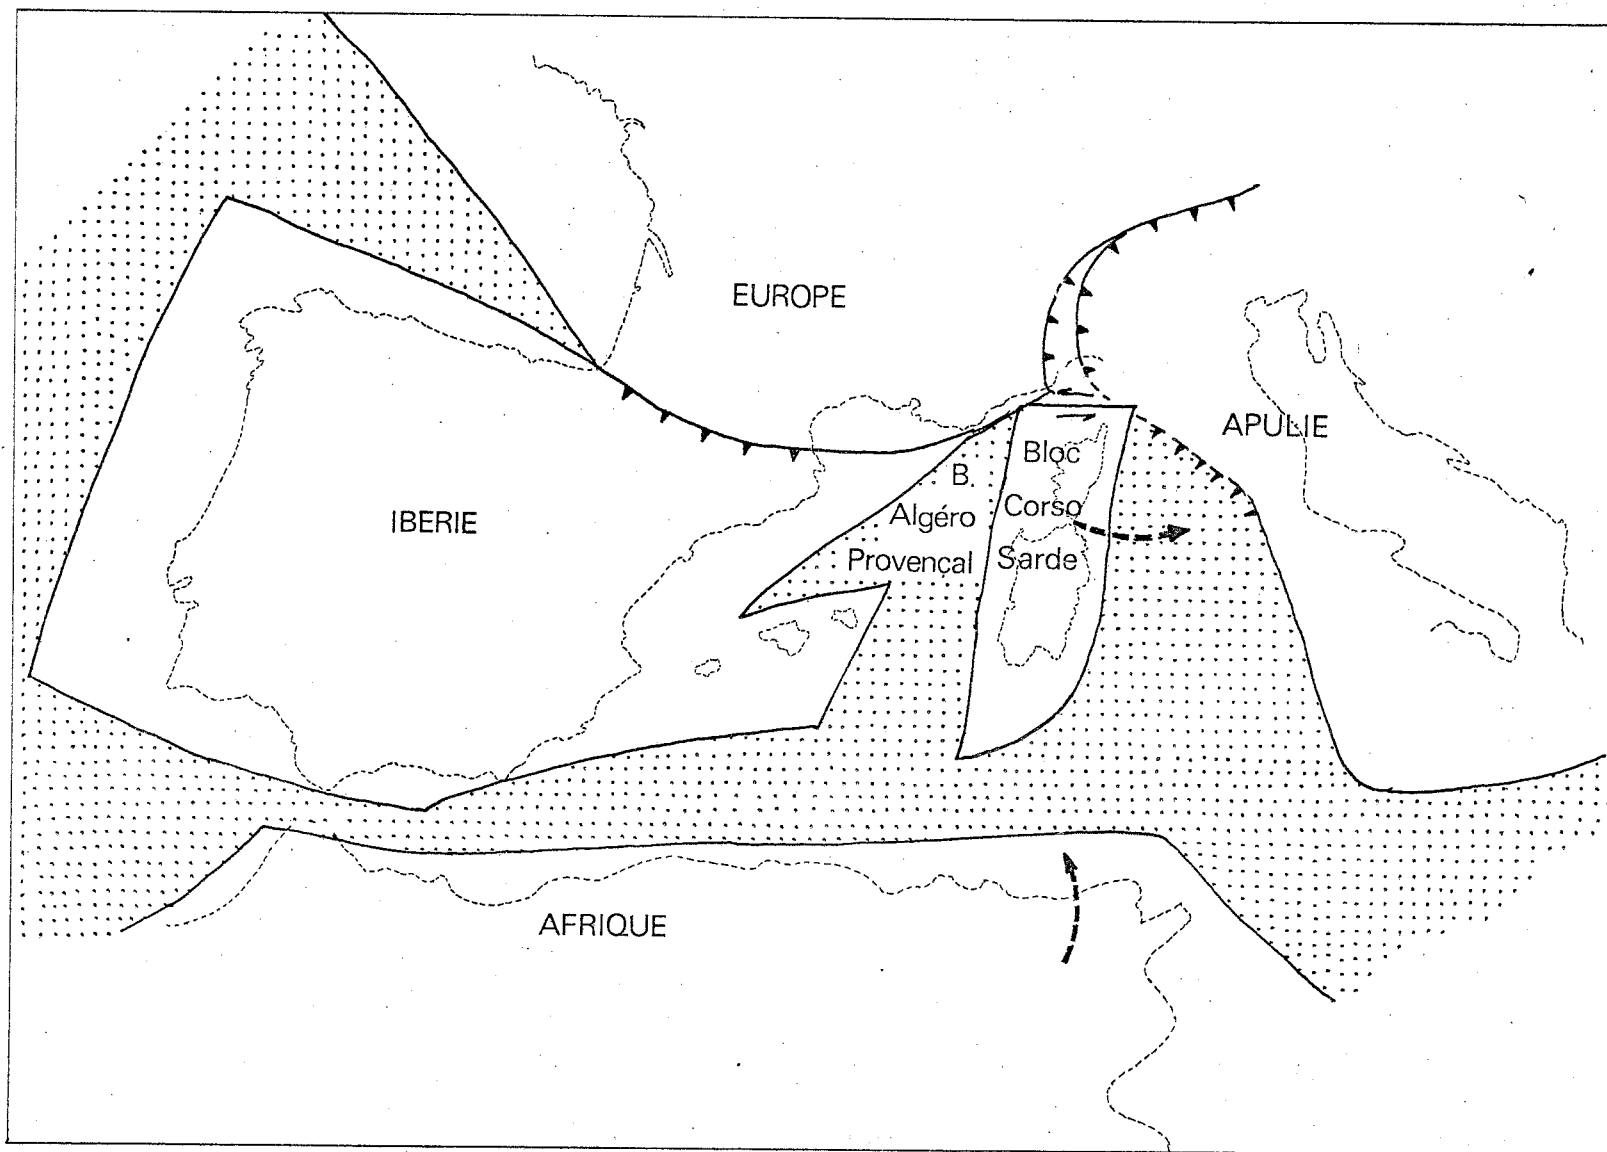 EUROPE
APULIE
IBERIE
B.
Algéro
Provençal
Bloc
Corso
Sarde
AFRIQUE